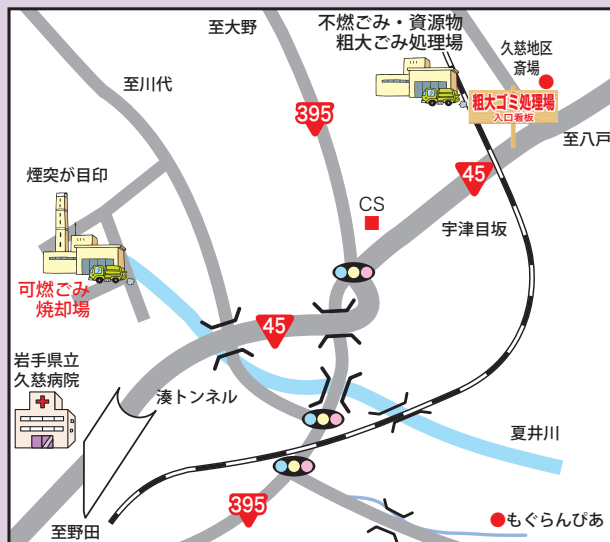 至大野
不燃ごみ・資源物
粗大ごみ処理場
久慈地区
斎場
至川代
395
粗大ゴミ処理場
入口看板
至八戸
45
煙突が目印
CS
宇津目坂
可燃ごみ
焼却場
45
岩手県立
久慈病院
湊トンネル
夏井川
395
もぐらんぴあ
至野田